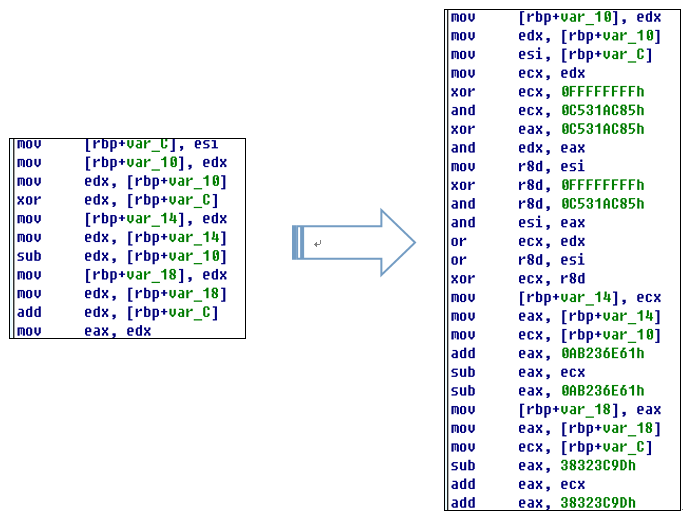 mov [rbp+var_C], esi
mov [rbp+var_10], edx
mov edx, [rbp+var_10]
xor edx, [rbp+var_C]
mov [rbp+var_14], edx
mov edx, [rbp+var_14]
sub edx, [rbp+var_10]
mov [rbp+var_18], edx
mov edx, [rbp+var_18]
add edx, [rbp+var_C]
mov eax, edx
mov [rbp+var_10], edx
mov edx, [rbp+var_10]
mov esi, [rbp+var_C]
mov ecx, edx
xor ecx, 0FFFFFFFFh
and ecx, 0C531AC85h
xor eax, 0C531AC85h
and edx, eax
mov r8d, esi
xor r8d, 0FFFFFFFFh
and r8d, 0C531AC85h
and esi, eax
or ecx, edx
or r8d, esi
xor ecx, r8d
mov [rbp+var_14], ecx
mov eax, [rbp+var_14]
mov ecx, [rbp+var_10]
add eax, 0AB236E61h
sub eax, ecx
sub eax, 0AB236E61h
mov [rbp+var_18], eax
mov eax, [rbp+var_18]
mov ecx, [rbp+var_C]
sub eax, 38323C9Dh
add eax, ecx
add eax, 38323C9Dh